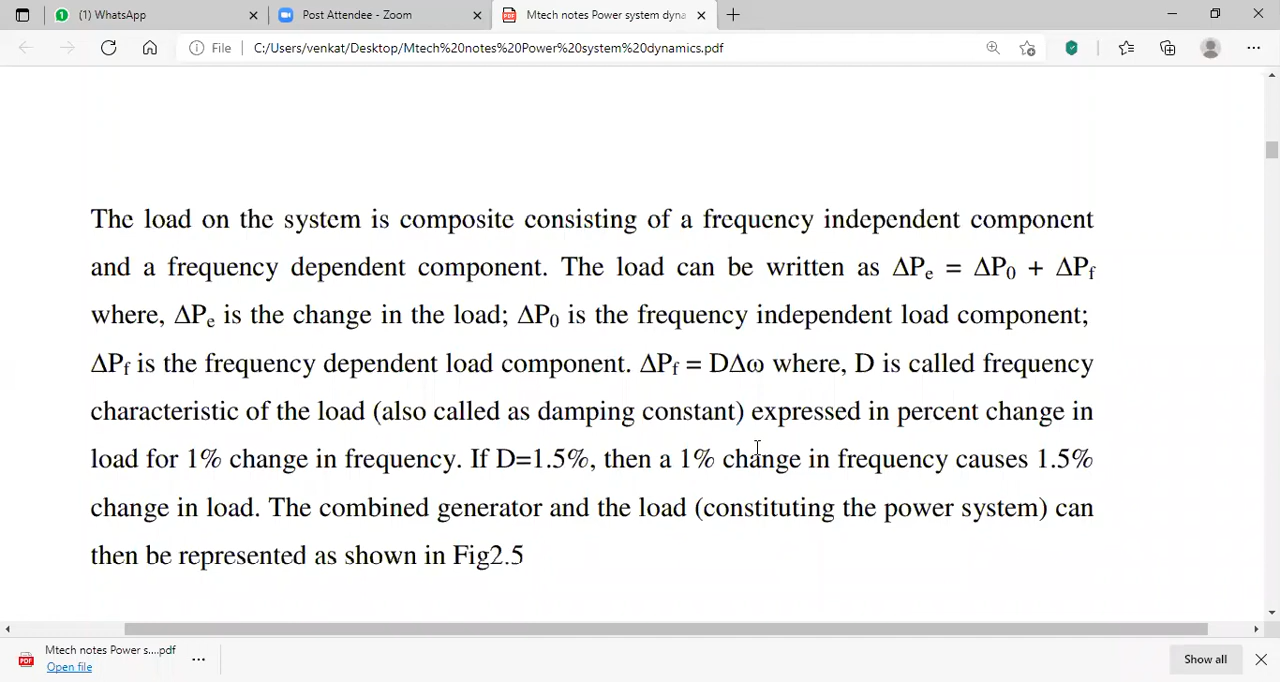 (1) WhatsApp
Post Attendee - Zoom
Mtech notes Power system dyna
File
C:/Users/venkat/Desktop/Mtech%20notes%20Power%20system%20dynamics.pdf
The load on the system is composite consisting of a frequency independent component
and a frequency dependent component. The load can be written as ΔPe = ΔP0 + ΔPf
where, ΔPe is the change in the load; ΔP0 is the frequency independent load component;
ΔPf is the frequency dependent load component. ΔPf = DΔω where, D is called frequency
characteristic of the load (also called as damping constant) expressed in percent change in
load for 1% change in frequency. If D=1.5%, then a 1% change in frequency causes 1.5%
change in load. The combined generator and the load (constituting the power system) can
then be represented as shown in Fig2.5
Mtech notes Power s....pdf
Open file
Show all